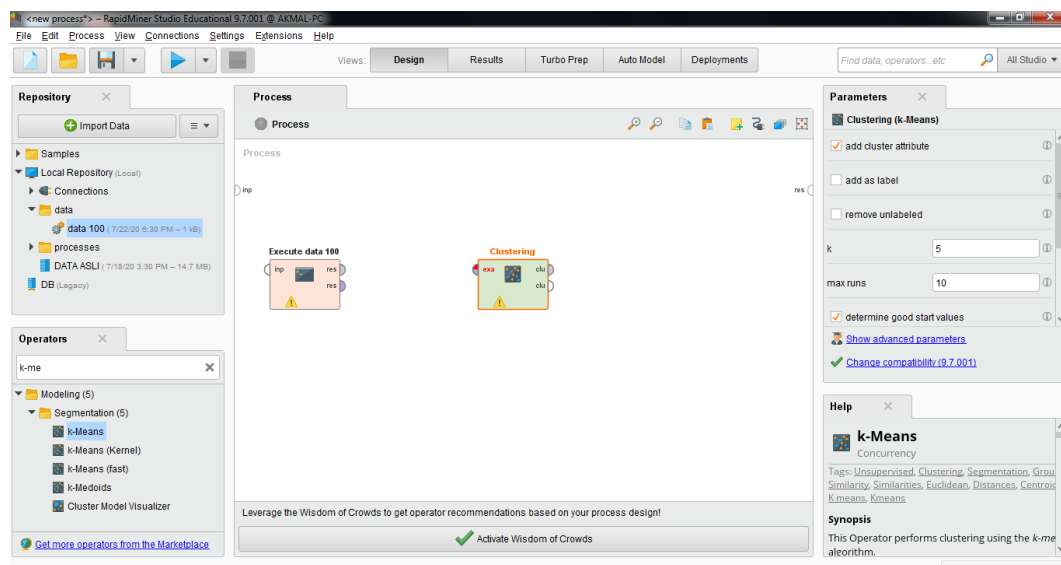 <new process*> – RapidMiner Studio Educational 9.7.001 @ AKMAL-PC
File Edit Process View Connections Settings Extensions Help
Views: Design Results Turbo Prep Auto Model Deployments
Find data, operators...etc All Studio
Repository
Import Data
Samples
Local Repository (Local)
Connections
data
data 100 (7/22/20 6:30 PM – 1 kB)
processes
DATA ASLI (7/18/20 3:30 PM – 14.7 MB)
DB (Legacy)
Operators
k-me
Modeling (5)
Segmentation (5)
k-Means
k-Means (Kernel)
k-Means (fast)
k-Medoids
Cluster Model Visualizer
Get more operators from the Marketplace
Process
Process
Process
inp
res
Execute data 100
inp res
res
Clustering
exa clu
clu
Leverage the Wisdom of Crowds to get operator recommendations based on your process design!
Activate Wisdom of Crowds
Parameters
Clustering (k-Means)
add cluster attribute
add as label
remove unlabeled
k 5
max runs 10
determine good start values
Show advanced parameters
Change compatibility (9.7.001)
Help
k-Means
Concurrency
Tags: Unsupervised, Clustering, Segmentation, Grou
Similarity, Similarities, Euclidean, Distances, Centroid
K means, Kmeans
Synopsis
This Operator performs clustering using the k-me
algorithm.